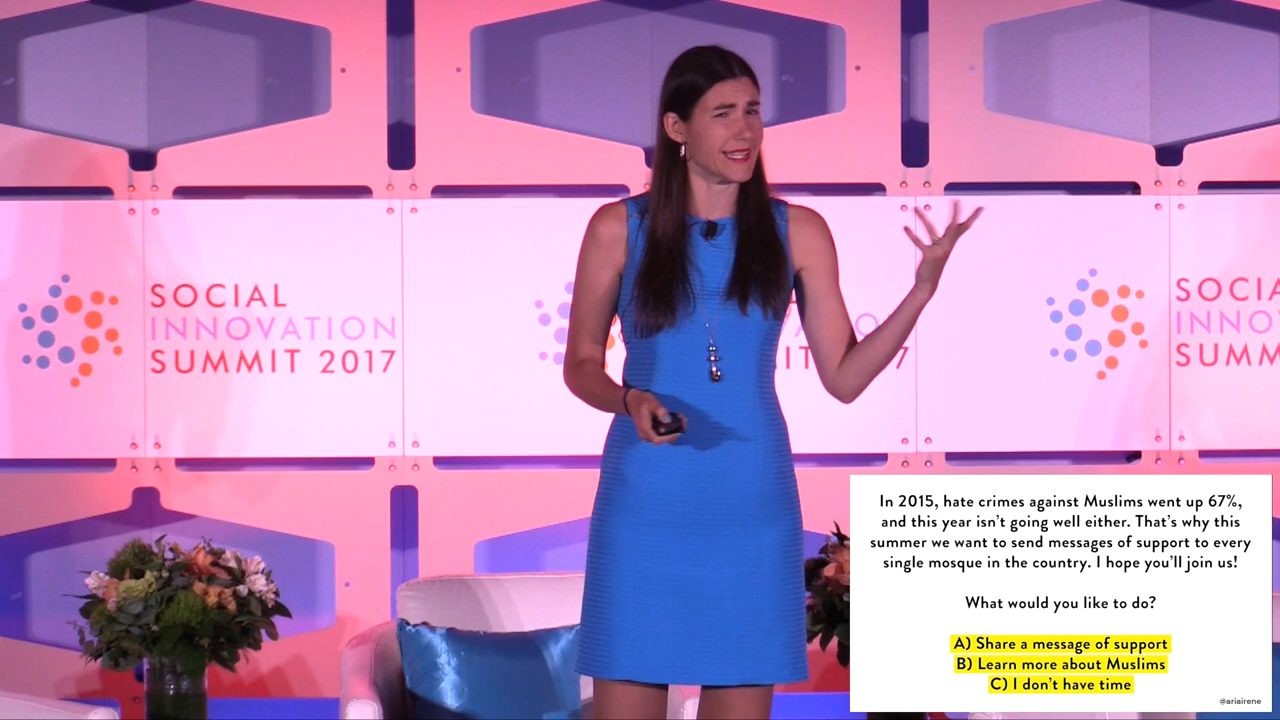 SOCIAL
INNOVATION
SUMMIT 2017
SOCIA
INNO
SUMM
In 2015, hate crimes against Muslims went up 67%,
and this year isn't going well either. That's why this
summer we want to send messages of support to every
single mosque in the country. I hope you'll join us!
What would you like to do?
A) Share a message of support
B) Learn more about Muslims
C) I don't have time
@ariairene